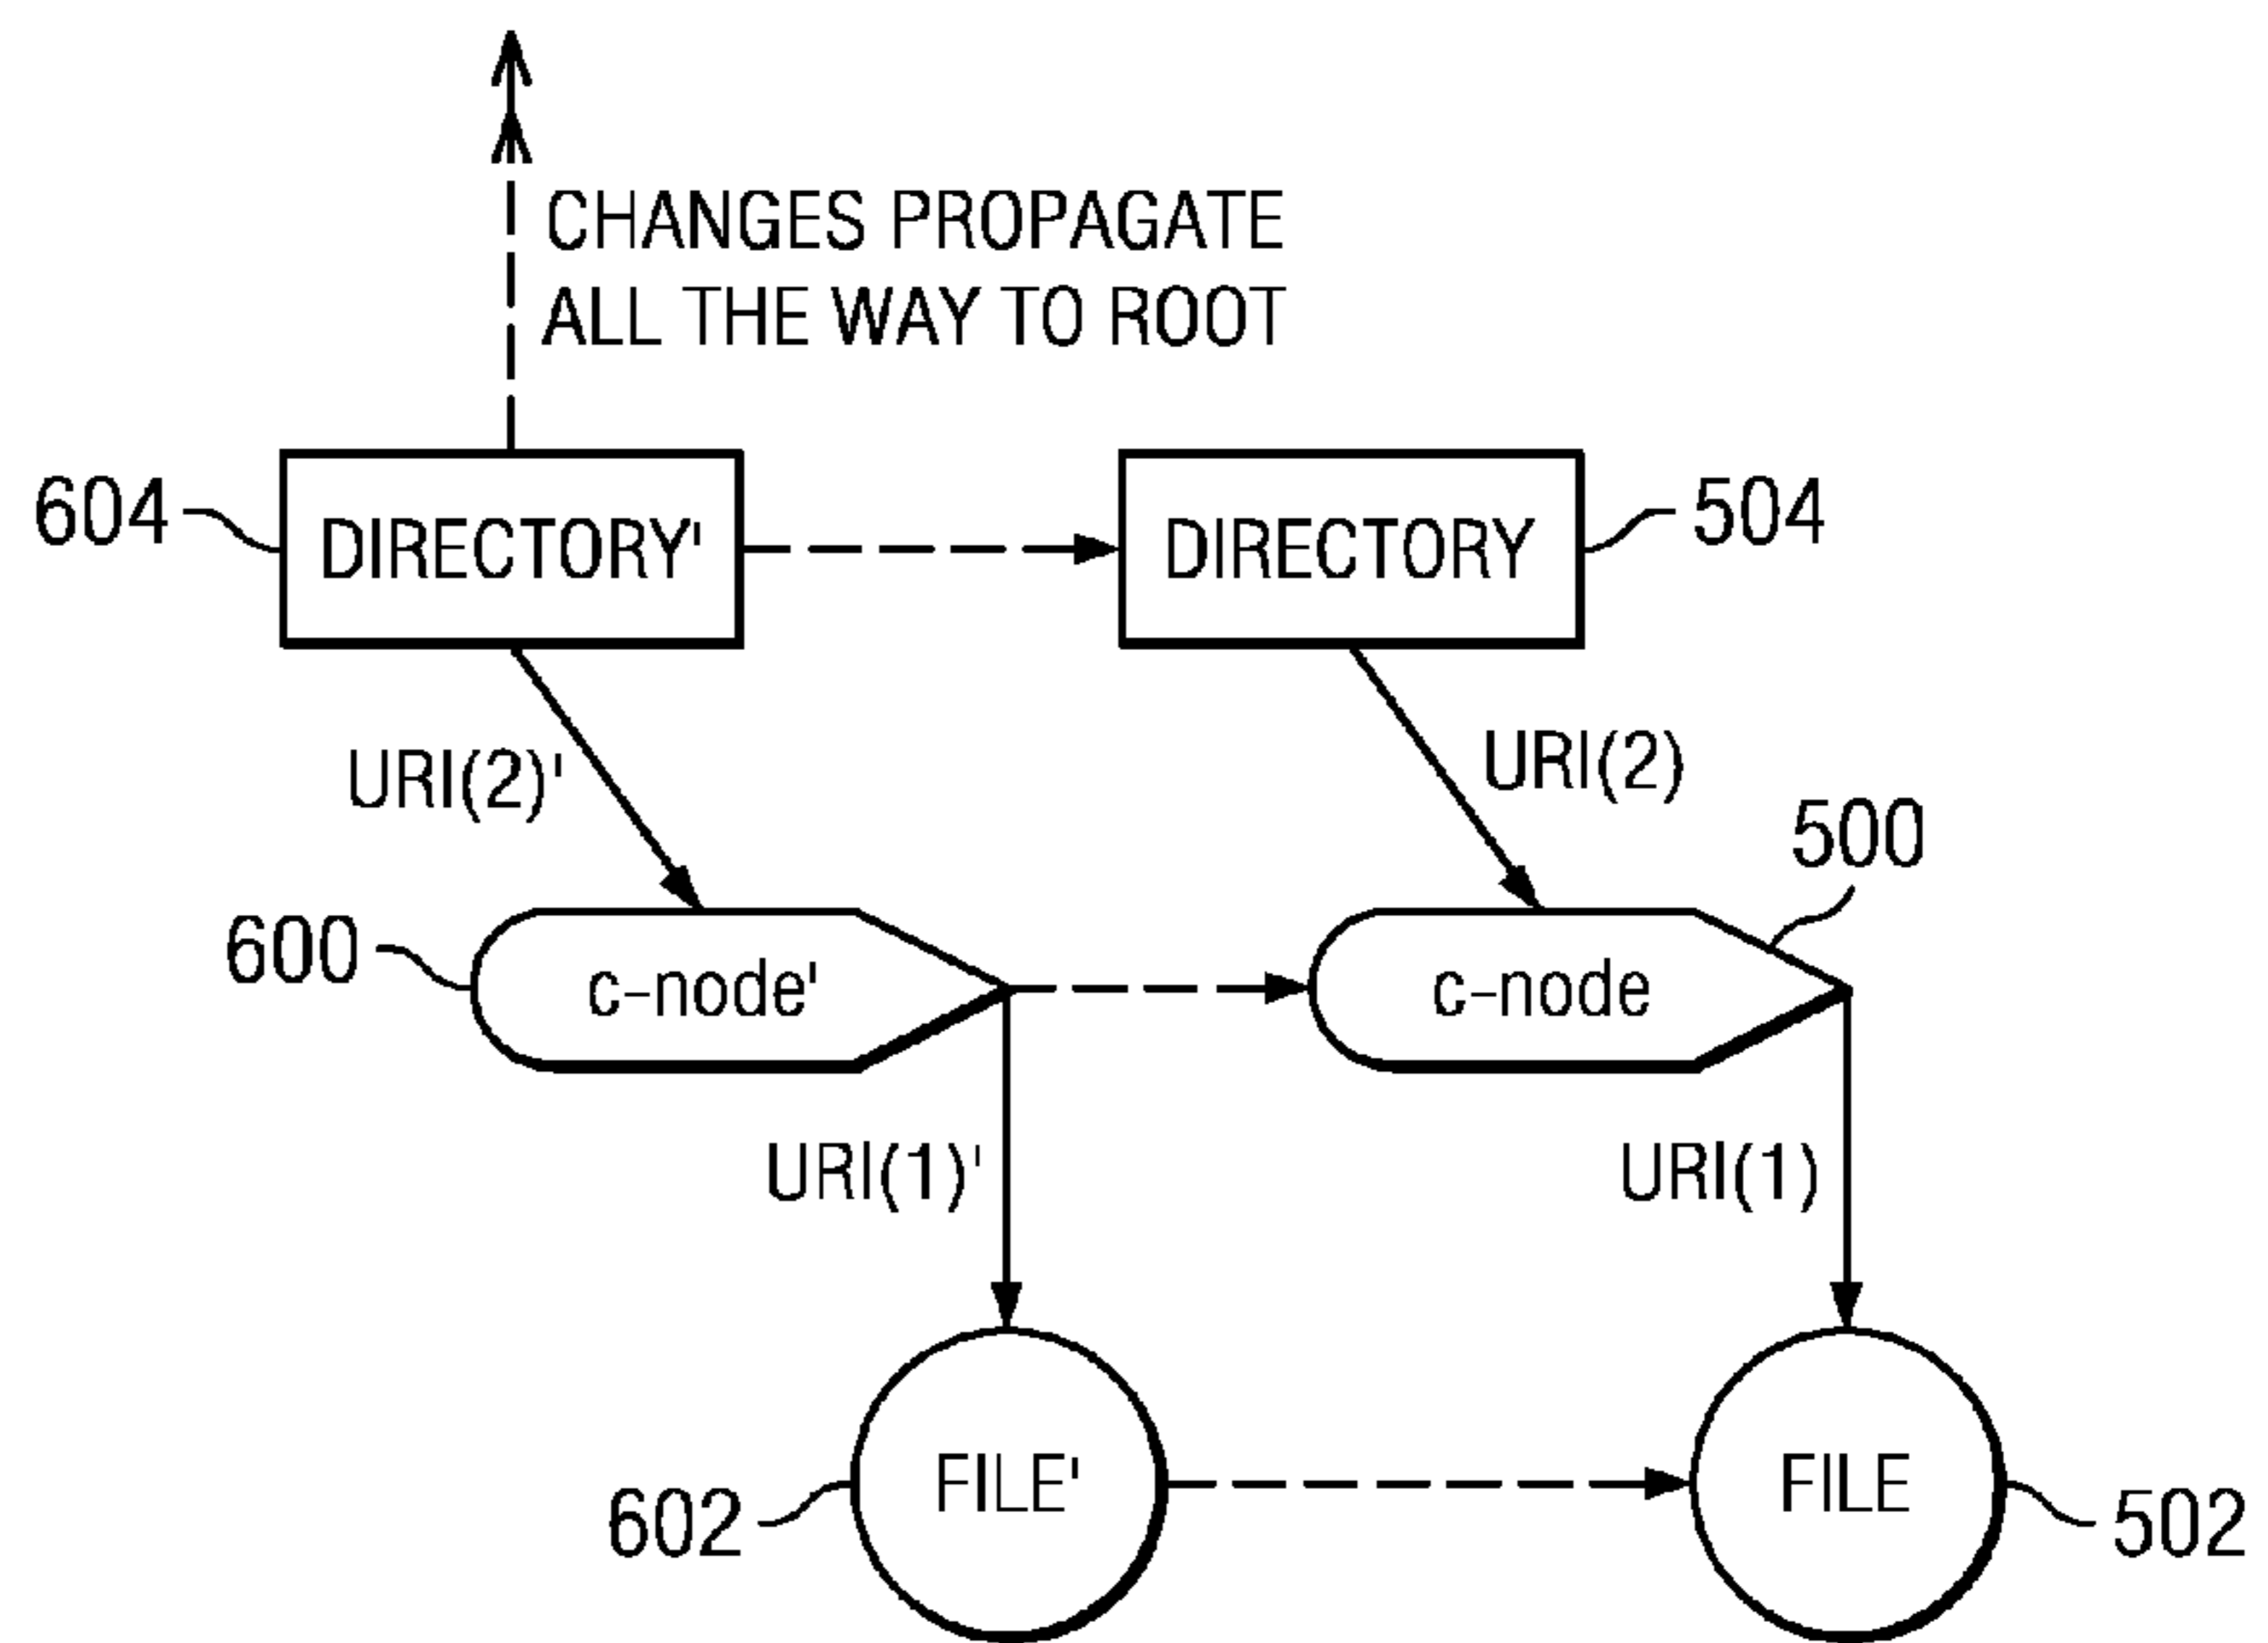 CHANGES PROPAGATE
ALL THE WAY TO ROOT
604
DIRECTORY'
DIRECTORY
504
URI(2)'
URI(2)
500
600
c-node'
c-node
URI(1)'
URI(1)
602
FILE'
FILE
502